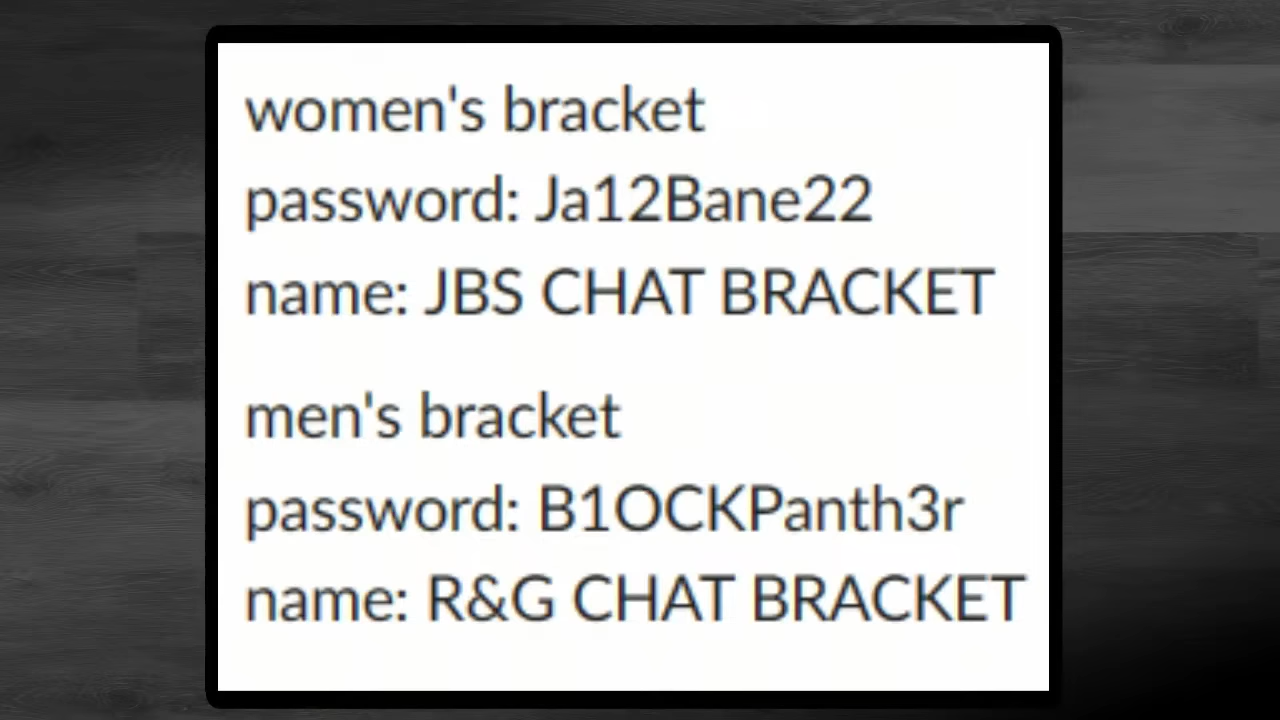 women's bracket
password: Ja12Bane22
name: JBS CHAT BRACKET
men's bracket
password: B1OCKPanth3r
name: R&G CHAT BRACKET